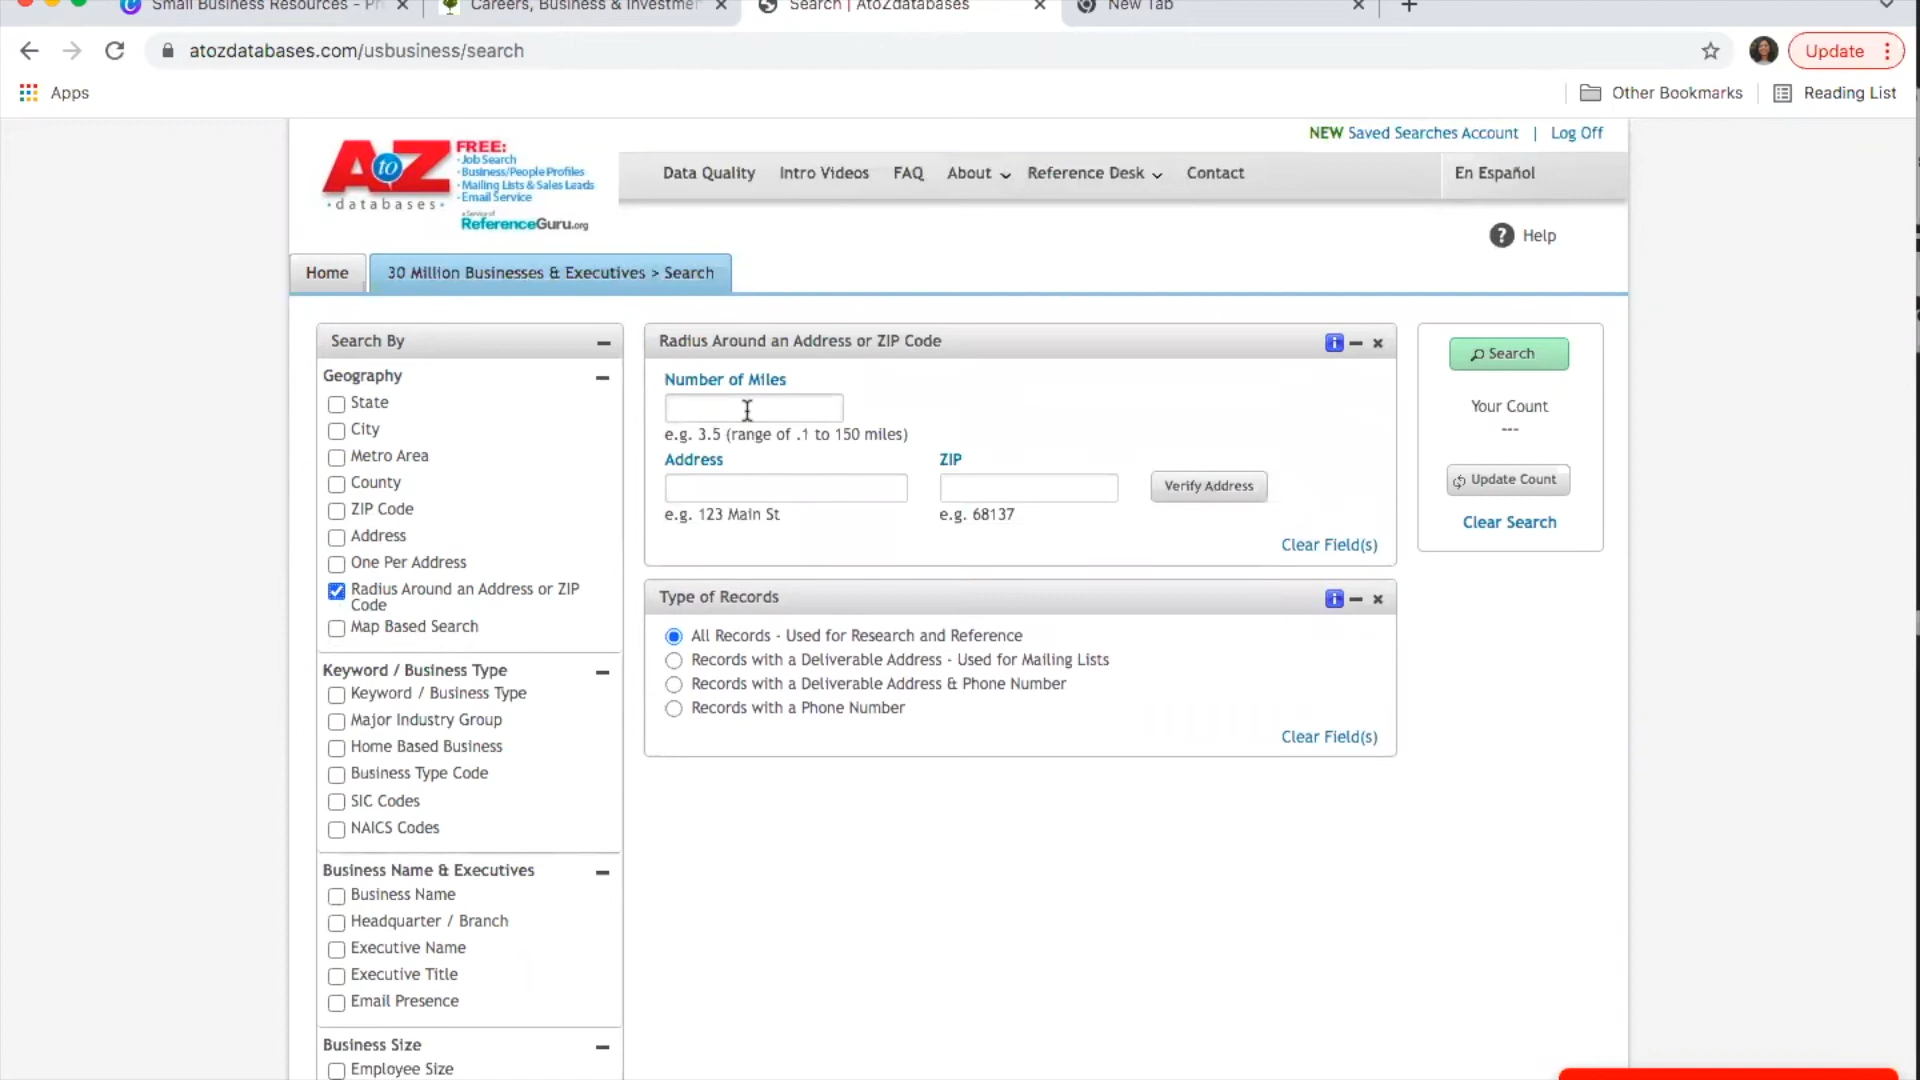 Small Business Resources - Pr
Careers, Business & Investmen
Search | AtoZdatabases
New Tab
atozdatabases.com/usbusiness/search
Update
Apps
Other Bookmarks
Reading List
AtoZ
databases
FREE:
- Job Search
- Business/People Profiles
- Mailing Lists & Sales Leads
- Email Service
a Service of
ReferenceGuru.org
NEW Saved Searches Account | Log Off
Data Quality
Intro Videos
FAQ
About
Reference Desk
Contact
En Español
? Help
Home
30 Million Businesses & Executives > Search
Search By
Geography
State
City
Metro Area
County
ZIP Code
Address
One Per Address
Radius Around an Address or ZIP
Code
Map Based Search
Keyword / Business Type
Keyword / Business Type
Major Industry Group
Home Based Business
Business Type Code
SIC Codes
NAICS Codes
Business Name & Executives
Business Name
Headquarter / Branch
Executive Name
Executive Title
Email Presence
Business Size
Employee Size
Radius Around an Address or ZIP Code
Number of Miles
e.g. 3.5 (range of .1 to 150 miles)
Address
ZIP
Verify Address
e.g. 123 Main St
e.g. 68137
Clear Field(s)
Type of Records
All Records - Used for Research and Reference
Records with a Deliverable Address - Used for Mailing Lists
Records with a Deliverable Address & Phone Number
Records with a Phone Number
Clear Field(s)
Search
Your Count
---
Update Count
Clear Search